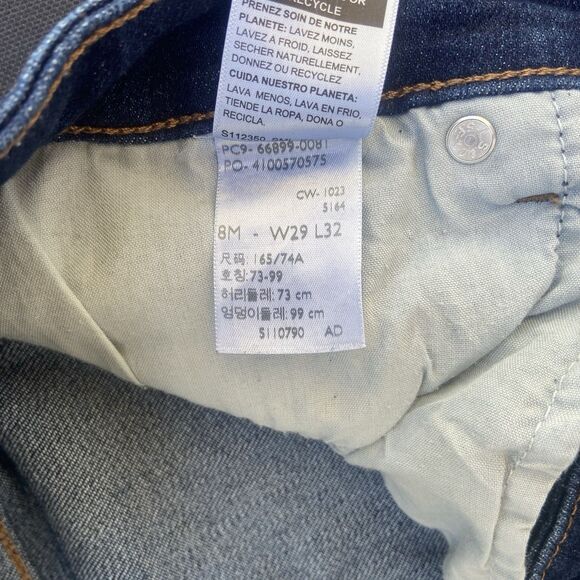 RECYCLE
PRENEZ SOIN DE NOTRE
PLANETE: LAVEZ MOINS,
LAVEZ A FROID, LAISSEZ
SECHER NATURELLEMENT,
DONNEZ OU RECYCLEZ
CUIDA NUESTRO PLANETA:
LAVA MENOS, LAVA EN FRIO,
TIENDE LA ROPA, DONA O
RECICLA.
PC9- 66899-0081
PO- 4100570575
CW-1023
5164
8M - W29 L32
尺码: 165/74A
호칭: 73-99
허리둘레: 73 cm
엉덩이둘레: 99 cm
S110790 AD